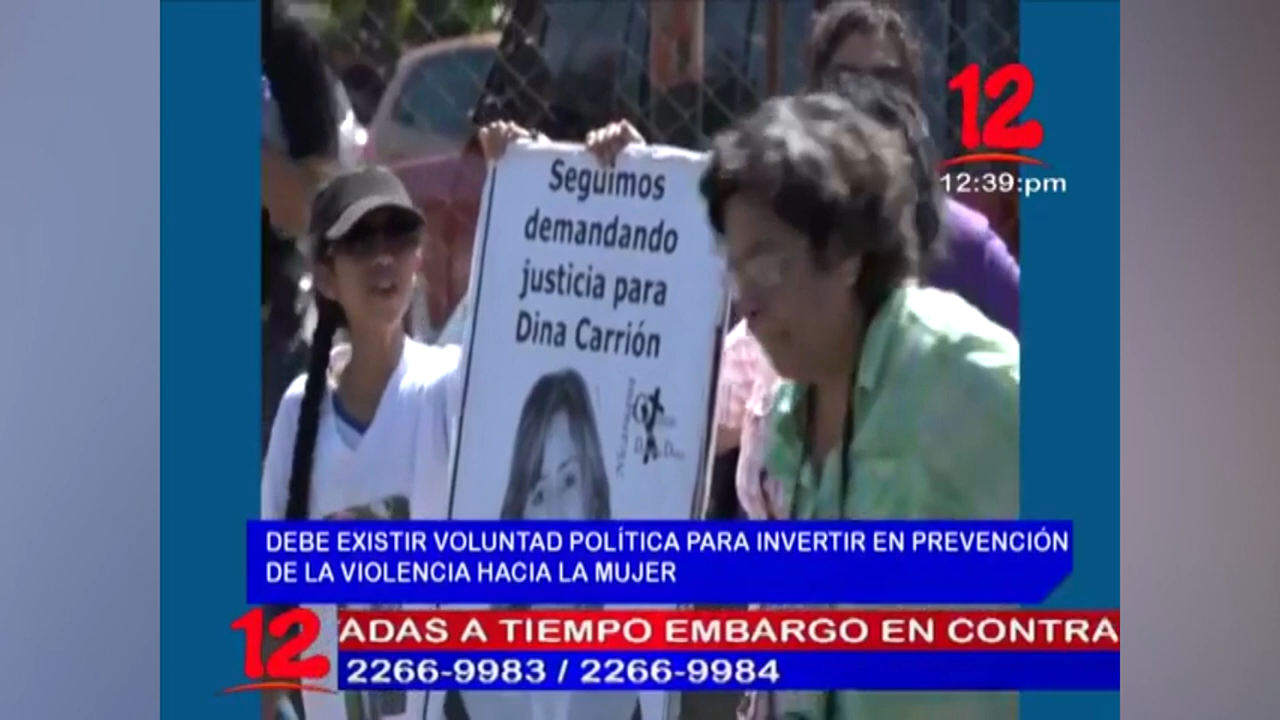 12
12:39:pm
Seguimos
demandando
justicia para
Dina Carrión
DEBE EXISTIR VOLUNTAD POLÍTICA PARA INVERTIR EN PREVENCIÓN
DE LA VIOLENCIA HACIA LA MUJER
12
ADAS A TIEMPO EMBARGO EN CONTRA
2266-9983 / 2266-9984